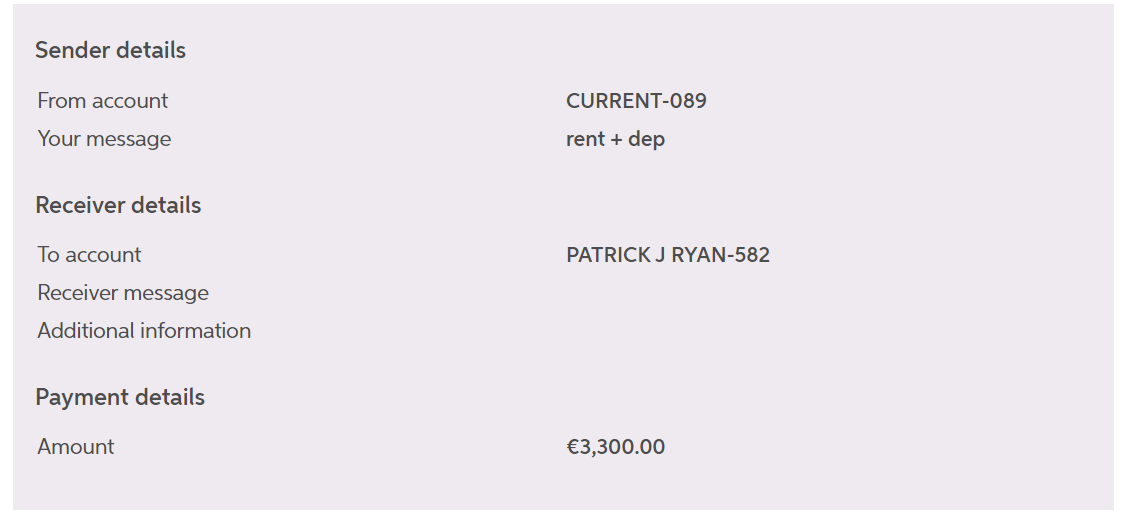 Sender details
From account CURRENT-089
Your message rent + dep
Receiver details
To account PATRICK J RYAN-582
Receiver message
Additional information
Payment details
Amount €3,300.00